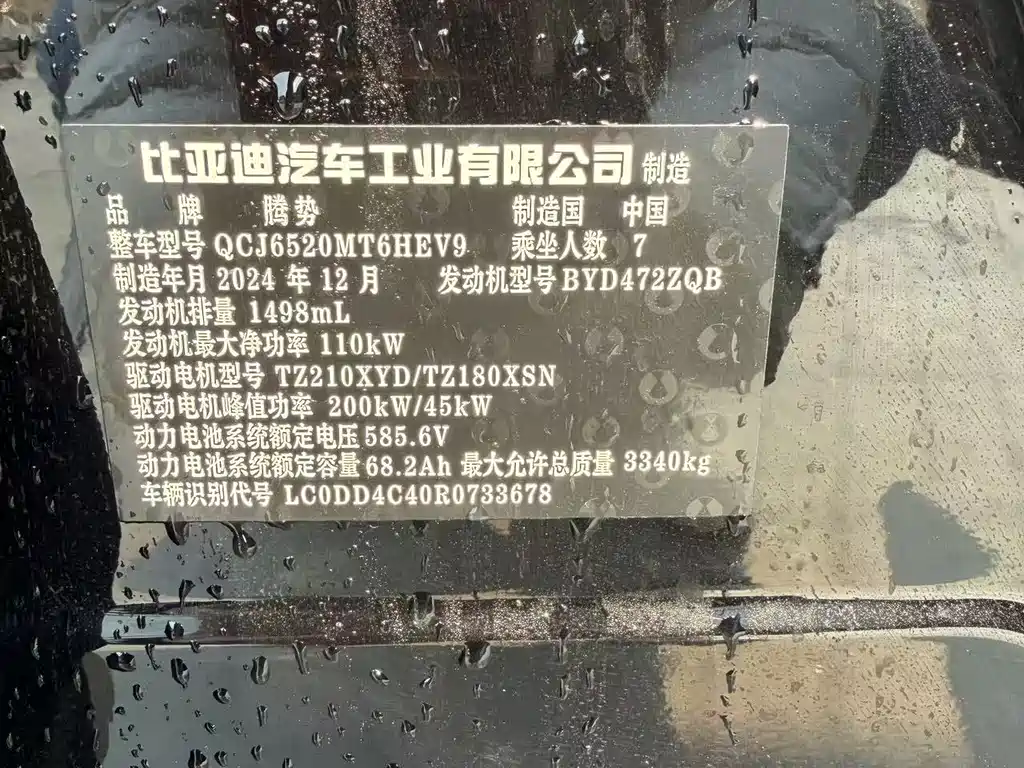 比亚迪汽车工业有限公司 制造
品 牌 腾势 制造国 中国
整车型号 QCJ6520MT6HEV9 乘坐人数 7
制造年月 2024 年 12 月 发动机型号 BYD472ZQB
发动机排量 1498mL
发动机最大净功率 110kW
驱动电机型号 TZ210XYD/TZ180XSN
驱动电机峰值功率 200kW/45kW
动力电池系统额定电压 585.6V
动力电池系统额定容量 68.2Ah 最大允许总质量 3340kg
车辆识别代号 LC0DD4C40R0733678